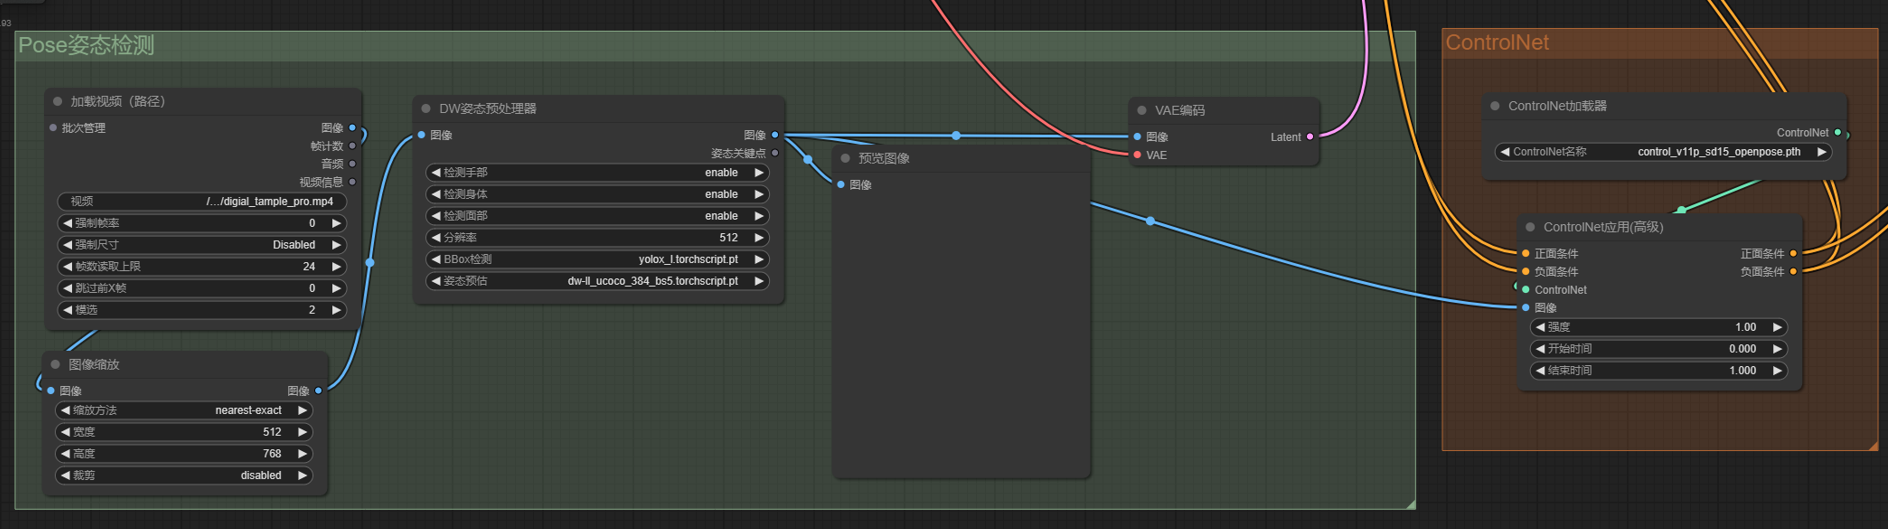 93
Pose姿态检测
加载视频（路径）
批次管理
图像
帧计数
音频
视频信息
视频 /.../digial_tample_pro.mp4
强制帧率 0
强制尺寸 Disabled
帧数读取上限 24
跳过前X帧 0
模选 2
图像缩放
图像 图像
缩放方法 nearest-exact
宽度 512
高度 768
裁剪 disabled
DW姿态预处理器
图像 图像
姿态关键点
检测手部 enable
检测身体 enable
检测面部 enable
分辨率 512
BBox检测 yolox_l.torchscript.pt
姿态预估 dw-ll_ucoco_384_bs5.torchscript.pt
预览图像
图像
VAE编码
图像 Latent
VAE
ControlNet
ControlNet加载器
ControlNet
ControlNet名称 control_v11p_sd15_openpose.pth
ControlNet应用(高级)
正面条件 正面条件
负面条件 负面条件
ControlNet
图像
强度 1.00
开始时间 0.000
结束时间 1.000